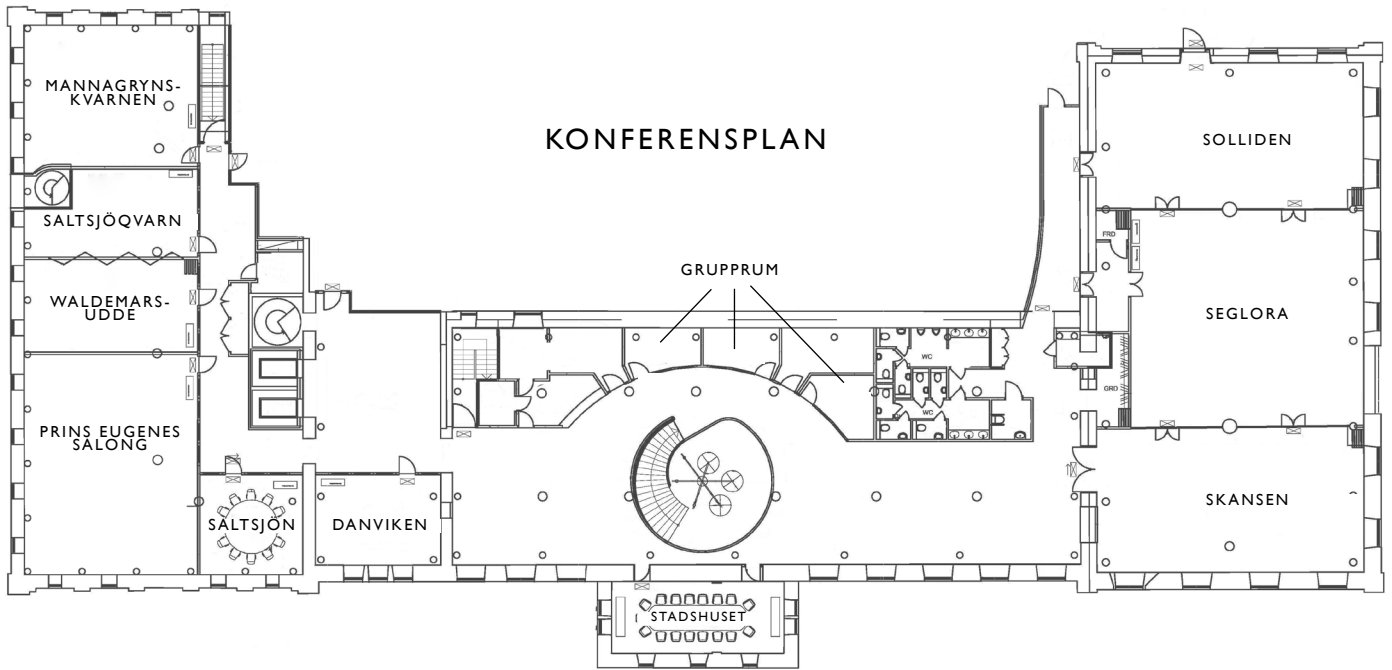 KONFERENSPLAN
MANNAGRYNS-
KVARNEN
SALTSJÖQVARN
WALDEMARS-
UDDE
PRINS EUGENES
SALONG
SALTSJÖN
DANVIKEN
GRUPPRUM
WC
WC
STADSHUSET
SOLLIDEN
FRD
SEGLORA
GRD
SKANSEN